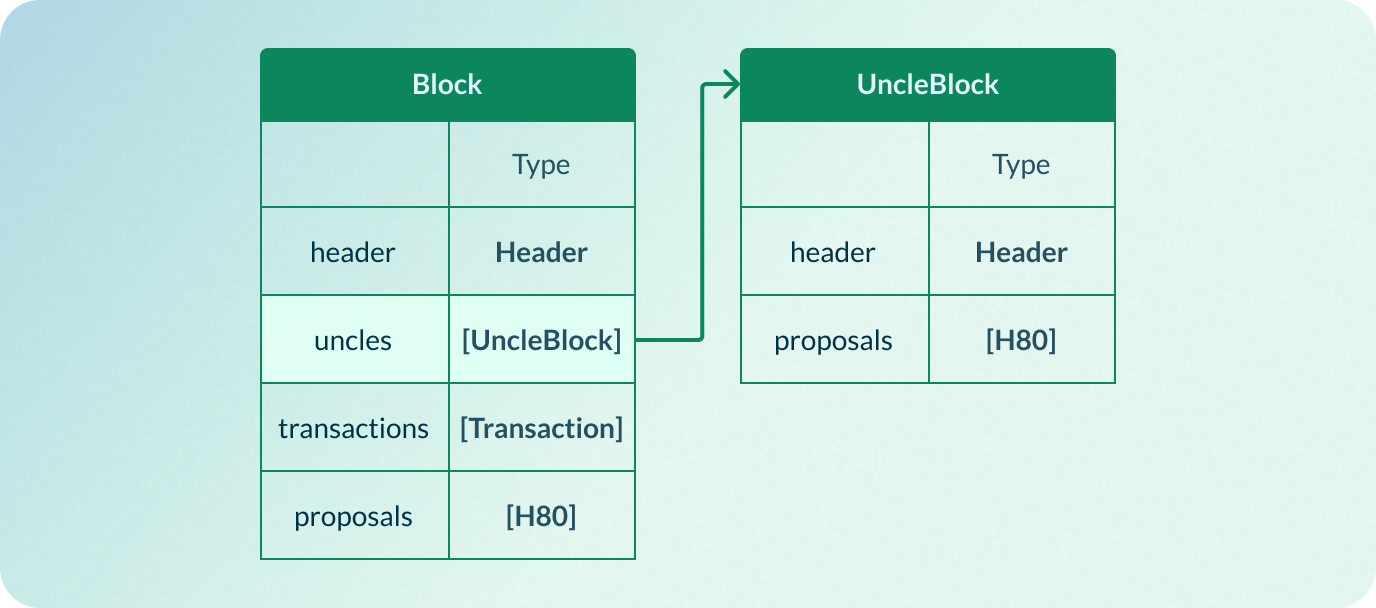 Block
Type
header Header
uncles [UncleBlock]
transactions [Transaction]
proposals [H80]
UncleBlock
Type
header Header
proposals [H80]